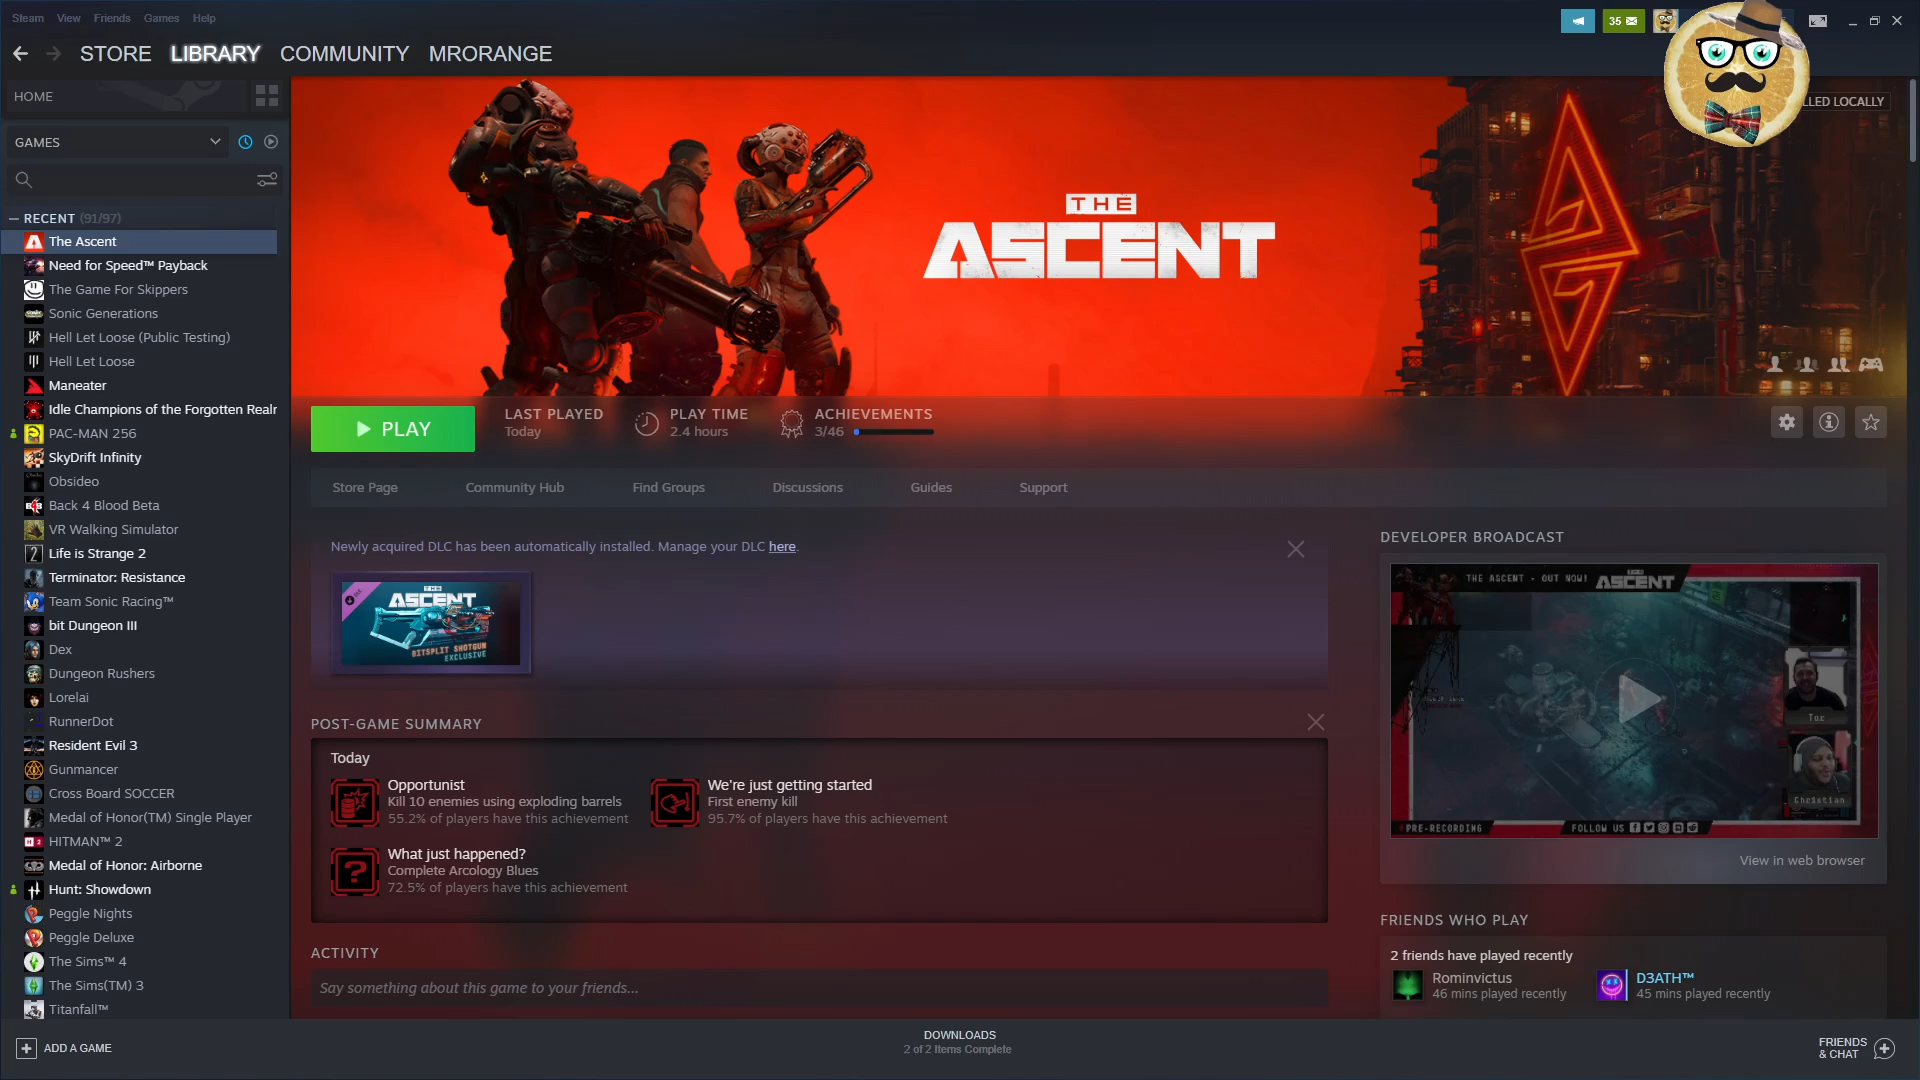 Steam View Friends Games Help
35
STORE LIBRARY COMMUNITY MRORANGE
HOME
GAMES
RECENT (91/97)
The Ascent
Need for Speed™ Payback
The Game For Skippers
Sonic Generations
Hell Let Loose (Public Testing)
Hell Let Loose
Maneater
Idle Champions of the Forgotten Realr
PAC-MAN 256
SkyDrift Infinity
Obsideo
Back 4 Blood Beta
VR Walking Simulator
Life is Strange 2
Terminator: Resistance
Team Sonic Racing™
bit Dungeon III
Dex
Dungeon Rushers
Lorelai
RunnerDot
Resident Evil 3
Gunmancer
Cross Board SOCCER
Medal of Honor(TM) Single Player
HITMAN™ 2
Medal of Honor: Airborne
Hunt: Showdown
Peggle Nights
Peggle Deluxe
The Sims™ 4
The Sims(TM) 3
Titanfall™
ADD A GAME
LLED LOCALLY
THE
ASCENT
PLAY
LAST PLAYED
Today
PLAY TIME
2.4 hours
ACHIEVEMENTS
3/46
Store Page Community Hub Find Groups Discussions Guides Support
Newly acquired DLC has been automatically installed. Manage your DLC here.
THE
ASCENT
BITSPLIT SHOTGUN
EXCLUSIVE
POST-GAME SUMMARY
Today
Opportunist
Kill 10 enemies using exploding barrels
55.2% of players have this achievement
We're just getting started
First enemy kill
95.7% of players have this achievement
What just happened?
Complete Arcology Blues
72.5% of players have this achievement
ACTIVITY
Say something about this game to your friends...
DEVELOPER BROADCAST
THE ASCENT - OUT NOW! THE ASCENT
Toc
Christian
PRE-RECORDING FOLLOW US
View in web browser
FRIENDS WHO PLAY
2 friends have played recently
Rominvictus
46 mins played recently
D3ATH™
45 mins played recently
DOWNLOADS
2 of 2 Items Complete
FRIENDS
& CHAT